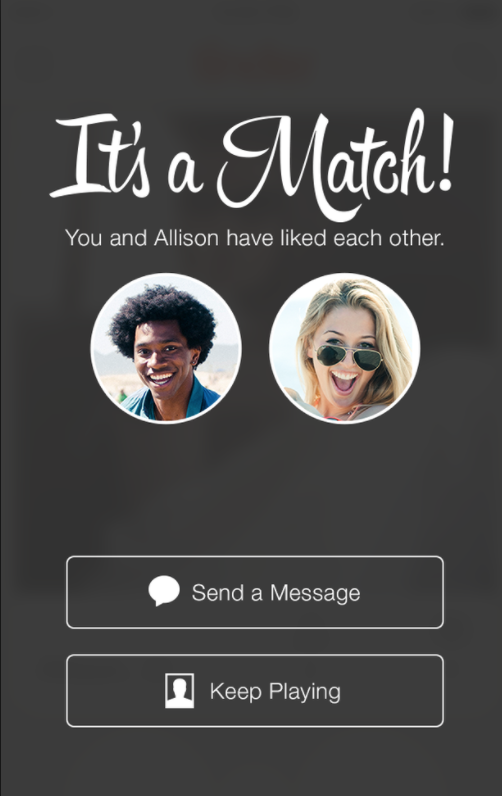 It's a Match!
You and Allison have liked each other.
Send a Message
Keep Playing